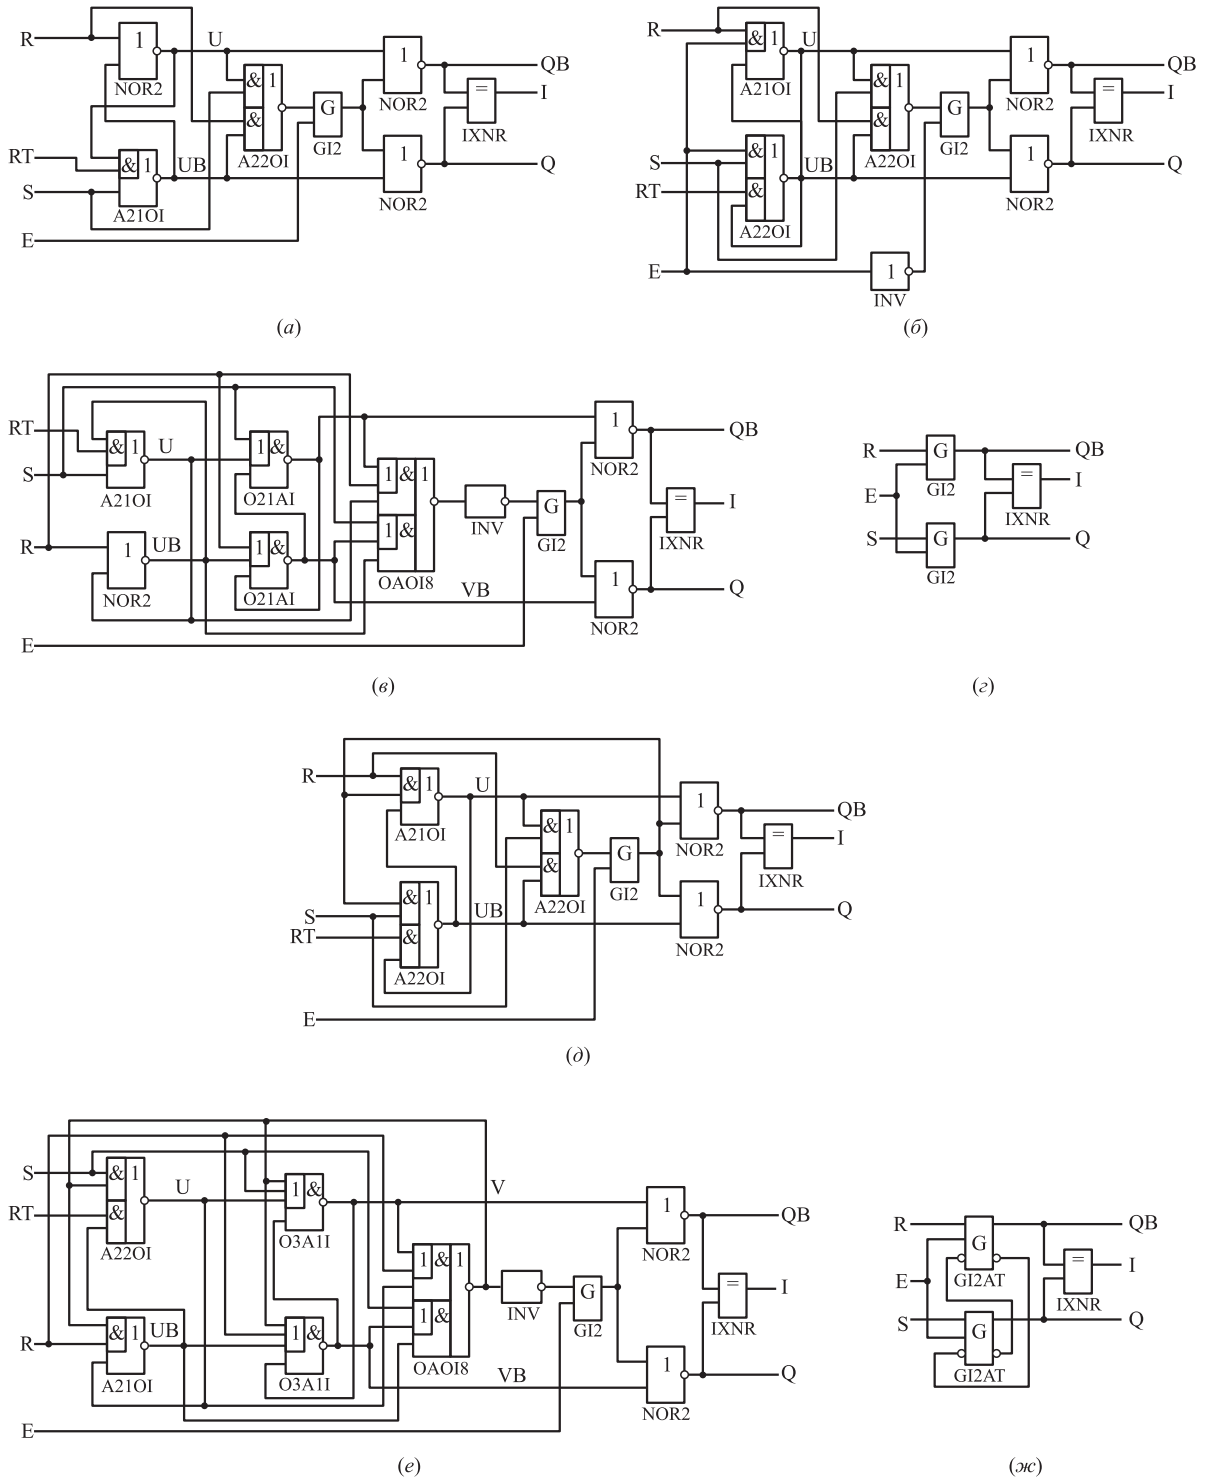 R 1 U 1 QB
NOR2 & 1 NOR2 = I
& G IXNR
RT & 1 UB A22OI GI2 1 Q
S A21OI NOR2
E
(а)
R & 1 U 1 QB
A21OI & 1 NOR2 = I
& G IXNR
S & 1 UB A22OI GI2 1 Q
RT & NOR2
A22OI
E 1
INV
(б)
RT & 1 U 1 & 1 QB
S A21OI O21AI 1 & 1 NOR2
INV G = I
R 1 UB 1 & 1 & GI2 IXNR
NOR2 O21AI OAOI8 VB 1 Q
NOR2
E
(в)
R G QB
E GI2 = I
S G IXNR Q
GI2
(г)
R & 1 U 1 QB
A21OI & 1 NOR2 = I
& G IXNR
S & 1 UB A22OI GI2 1 Q
RT & NOR2
A22OI
E
(д)
S & 1 U 1 & V 1 QB
RT & O3A1I NOR2
A22OI 1 & 1
INV G = I
R & 1 UB 1 & 1 & GI2 IXNR
A21OI O3A1I OAOI8 VB 1 Q
NOR2
E
(е)
R G QB
E GI2AT = I
S G IXNR Q
GI2AT
(ж)